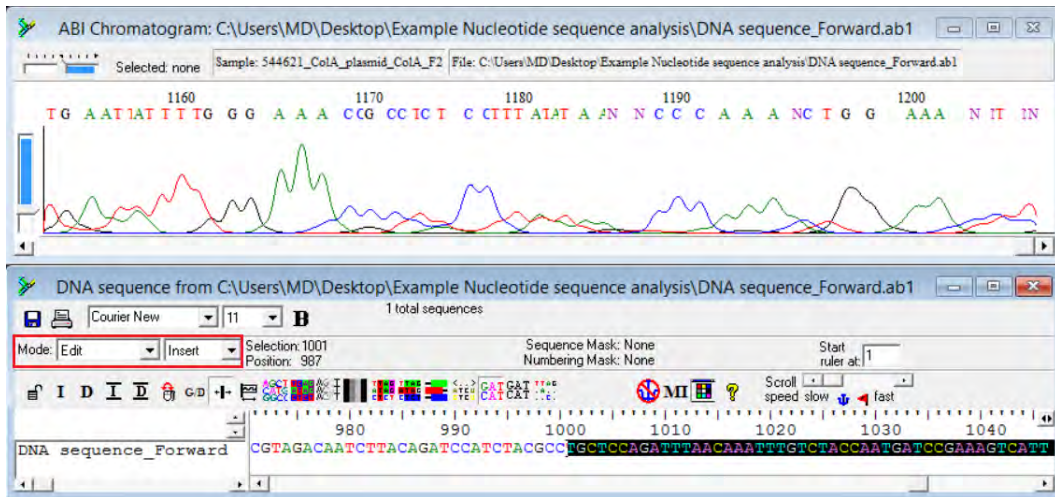 ABI Chromatogram: C:\Users\MD\Desktop\Example Nucleotide sequence analysis\DNA sequence_Forward.ab1
Selected: none Sample: 544621_ColA_plasmid_ColA_F2 File: C:\Users\MD\Desktop\Example Nucleotide sequence analysis\DNA sequence_Forward.ab1
1160 1170 1180 1190 1200
T G A A T T A T T T T G G G A A A C C G C C T C T C C T T T A T A T A A N N C C C A A A N C T G G A A A N T T N
DNA sequence from C:\Users\MD\Desktop\Example Nucleotide sequence analysis\DNA sequence_Forward.ab1
Courier New 11 B 1 total sequences
Mode: Edit Insert Selection: 1001 Sequence Mask: None Start
Position: 987 Numbering Mask: None ruler at: 1
I D I D G/D MI ? Scroll
speed slow fast
980 990 1000 1010 1020 1030 1040
DNA sequence_Forward CGTAGACAATCTTACAGATCCATCTACGCCTGCTCCAGATTTAACAAATTTGTCTACCAATGATCCGAAAGTCATT